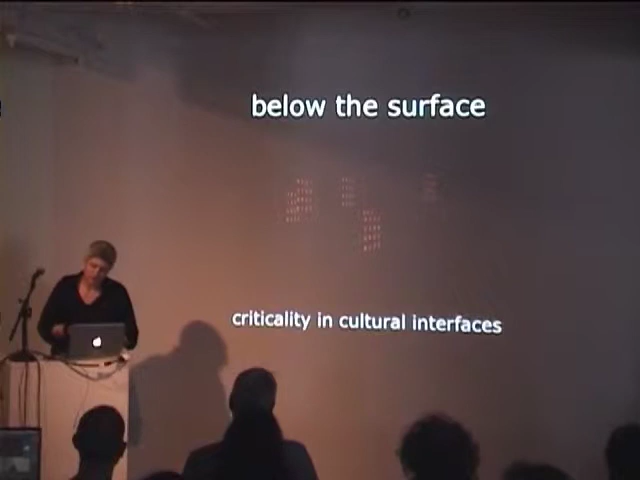 below the surface
criticality in cultural interfaces